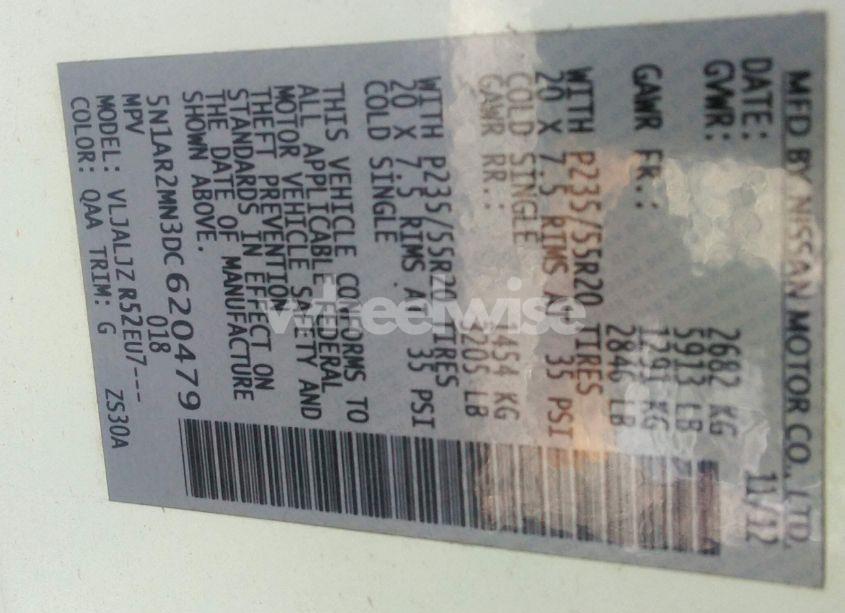 MFD BY NISSAN MOTOR CO., LTD.
DATE: 11/12
GVWR: 2682 KG
5913 LB
GAWR FR.: 1291 KG
2846 LB
WITH P235/55R20 TIRES
20 X 7.5 RIMS AT 35 PSI
COLD SINGLE
GAWR RR.: 1454 KG
3205 LB
WITH P235/55R20 TIRES
20 X 7.5 RIMS AT 35 PSI
COLD SINGLE
THIS VEHICLE CONFORMS TO
ALL APPLICABLE FEDERAL
MOTOR VEHICLE SAFETY AND
THEFT PREVENTION
STANDARDS IN EFFECT ON
THE DATE OF MANUFACTURE
SHOWN ABOVE.
5N1AR2MN3DC620479
MPV 018
MODEL: VLJALJZ R52EU7---
COLOR: QAA TRIM: G ZS30A
wheelwise